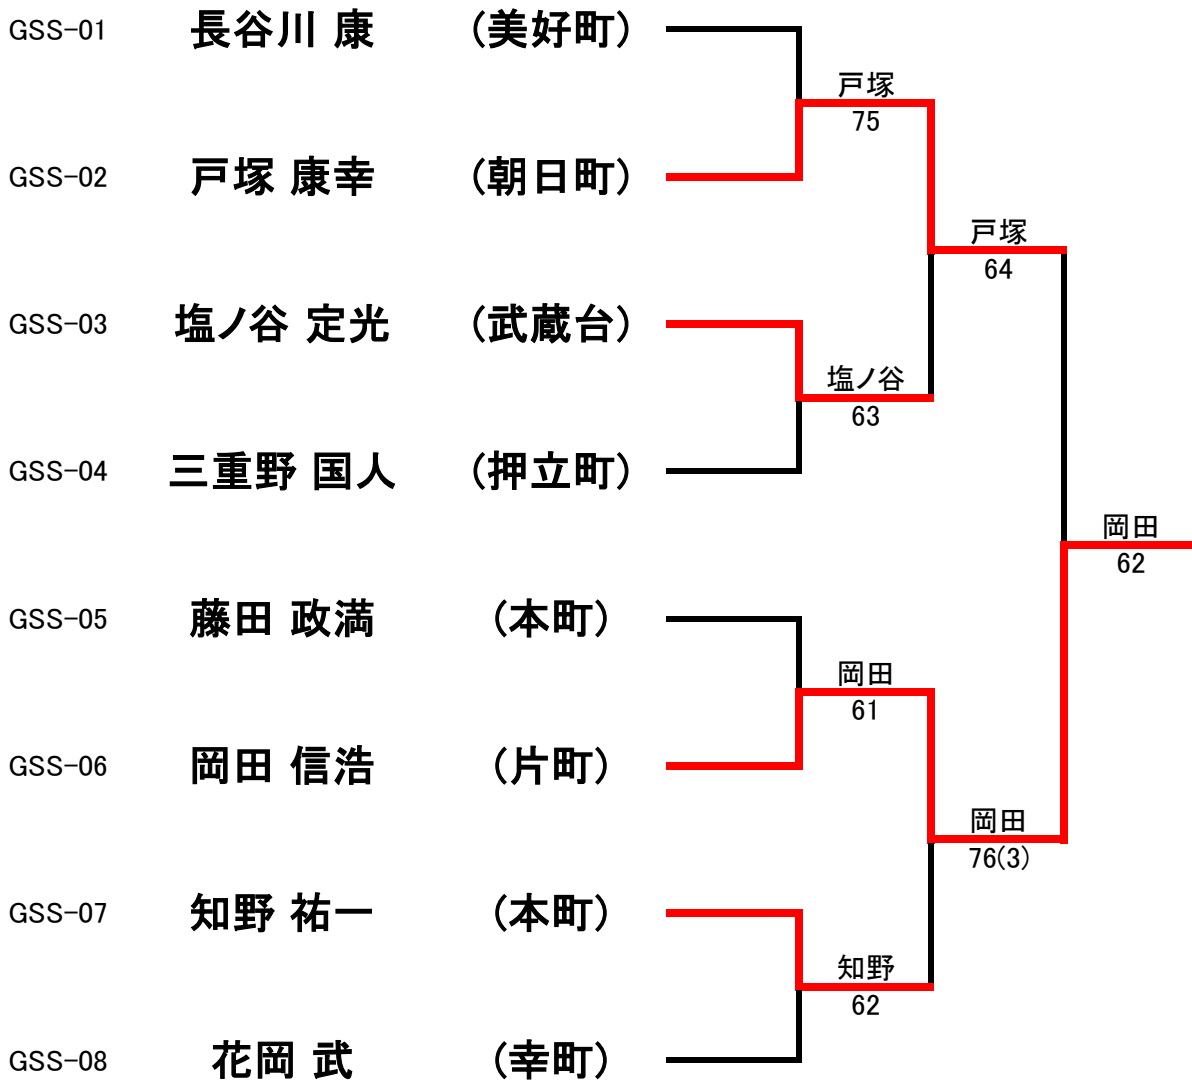 GSS-01 長谷川 康 (美好町)
戸塚
75
GSS-02 戸塚 康幸 (朝日町)
戸塚
64
GSS-03 塩ノ谷 定光 (武蔵台)
塩ノ谷
63
GSS-04 三重野 国人 (押立町)
岡田
62
GSS-05 藤田 政満 (本町)
岡田
61
GSS-06 岡田 信浩 (片町)
岡田
76(3)
GSS-07 知野 祐一 (本町)
知野
62
GSS-08 花岡 武 (幸町)